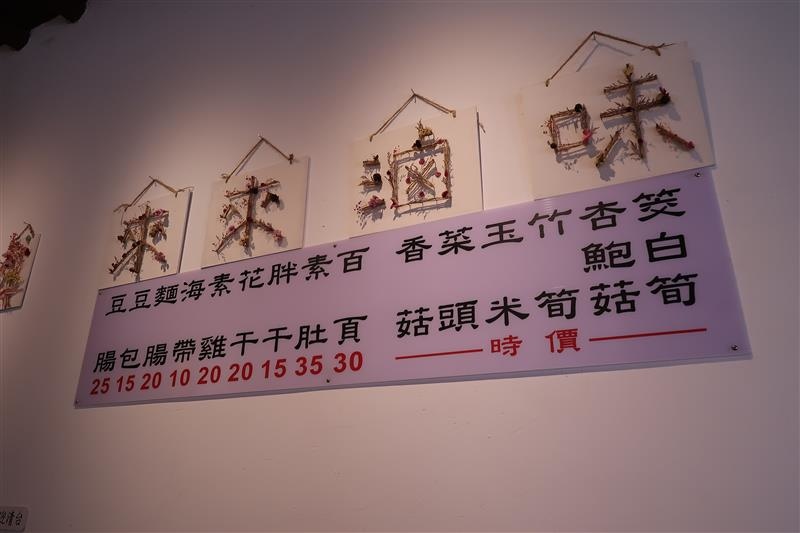 滷味
筊白筍
杏鮑菇
竹筍
玉米
菜頭
香菇
時價
百頁 30
素肚 35
胖干 15
花干 20
素雞 20
海帶 10
麵腸 20
豆包 15
豆腸 25